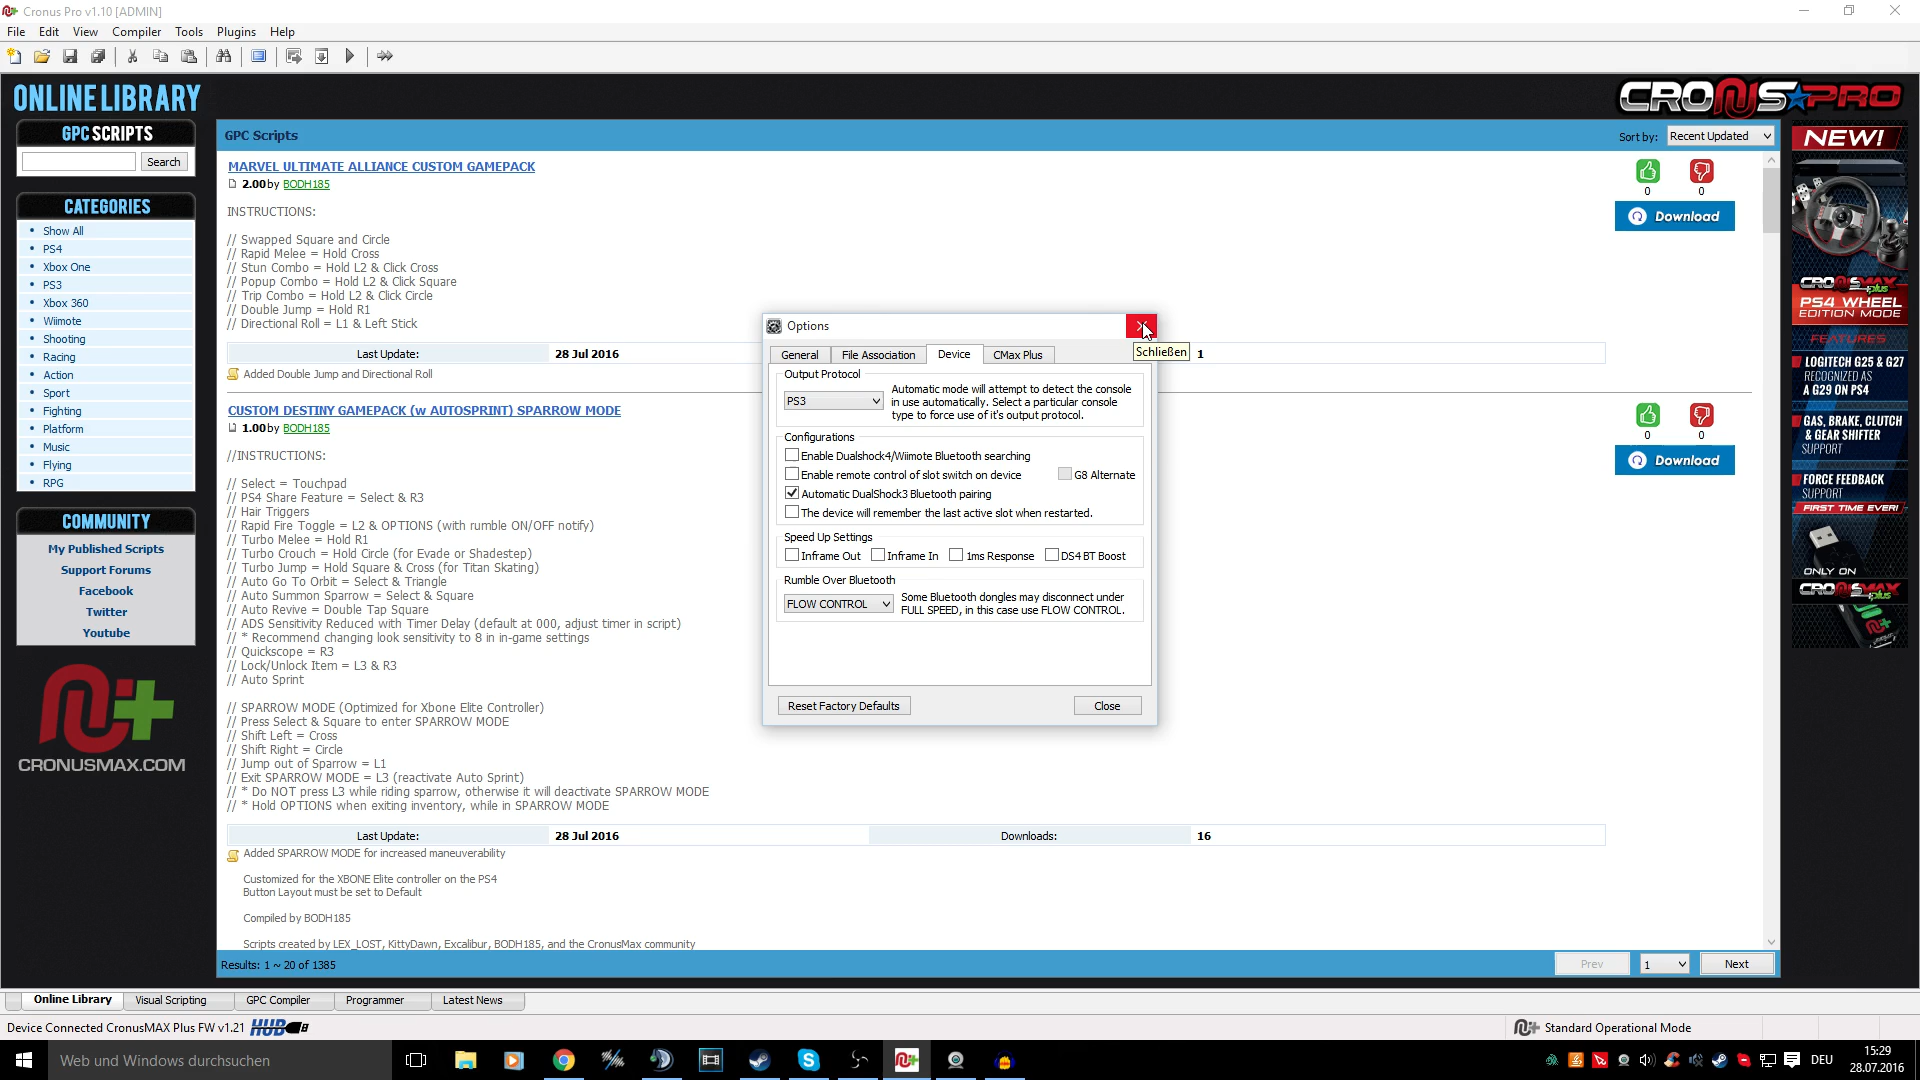 Cronus Pro v1.10 [ADMIN]
File Edit View Compiler Tools Plugins Help
ONLINE LIBRARY
CRONUS PRO
GPC SCRIPTS
Search
CATEGORIES
Show All
PS4
Xbox One
PS3
Xbox 360
Wiimote
Shooting
Racing
Action
Sport
Fighting
Platform
Music
Flying
RPG
COMMUNITY
My Published Scripts
Support Forums
Facebook
Twitter
Youtube
CRONUSMAX.COM
GPC Scripts
Sort by: Recent Updated
MARVEL ULTIMATE ALLIANCE CUSTOM GAMEPACK
2.00 by BODH185
0 0
Download
INSTRUCTIONS:
// Swapped Square and Circle
// Rapid Melee = Hold Cross
// Stun Combo = Hold L2 & Click Cross
// Popup Combo = Hold L2 & Click Square
// Trip Combo = Hold L2 & Click Circle
// Double Jump = Hold R1
// Directional Roll = L1 & Left Stick
Last Update: 28 Jul 2016 1
Added Double Jump and Directional Roll
CUSTOM DESTINY GAMEPACK (w AUTOSPRINT) SPARROW MODE
1.00 by BODH185
0 0
Download
//INSTRUCTIONS:
// Select = Touchpad
// PS4 Share Feature = Select & R3
// Hair Triggers
// Rapid Fire Toggle = L2 & OPTIONS (with rumble ON/OFF notify)
// Turbo Melee = Hold R1
// Turbo Crouch = Hold Circle (for Evade or Shadestep)
// Turbo Jump = Hold Square & Cross (for Titan Skating)
// Auto Go To Orbit = Select & Triangle
// Auto Summon Sparrow = Select & Square
// Auto Revive = Double Tap Square
// ADS Sensitivity Reduced with Timer Delay (default at 000, adjust timer in script)
// * Recommend changing look sensitivity to 8 in in-game settings
// Quickscope = R3
// Lock/Unlock Item = L3 & R3
// Auto Sprint
// SPARROW MODE (Optimized for Xbone Elite Controller)
// Press Select & Square to enter SPARROW MODE
// Shift Left = Cross
// Shift Right = Circle
// Jump out of Sparrow = L1
// Exit SPARROW MODE = L3 (reactivate Auto Sprint)
// * Do NOT press L3 while riding sparrow, otherwise it will deactivate SPARROW MODE
// * Hold OPTIONS when exiting inventory, while in SPARROW MODE
Last Update: 28 Jul 2016 Downloads: 16
Added SPARROW MODE for increased maneuverability
Customized for the XBONE Elite controller on the PS4
Button Layout must be set to Default
Compiled by BODH185
Scripts created by LEX_LOST, KittyDawn, Excalibur, BODH185, and the CronusMax community
Results: 1 ~ 20 of 1385
Prev 1 Next
Options
Schließen
General File Association Device CMax Plus
Output Protocol
PS3
Automatic mode will attempt to detect the console
in use automatically. Select a particular console
type to force use of it's output protocol.
Configurations
Enable Dualshock4/Wiimote Bluetooth searching
Enable remote control of slot switch on device G8 Alternate
Automatic DualShock3 Bluetooth pairing
The device will remember the last active slot when restarted.
Speed Up Settings
Inframe Out Inframe In 1ms Response DS4 BT Boost
Rumble Over Bluetooth
FLOW CONTROL
Some Bluetooth dongles may disconnect under
FULL SPEED, in this case use FLOW CONTROL.
Reset Factory Defaults Close
NEW!
CRONUSMAX plus
PS4 WHEEL
EDITION MODE
FEATURES
LOGITECH G25 & G27
RECOGNIZED AS
A G29 ON PS4
GAS, BRAKE, CLUTCH
& GEAR SHIFTER
SUPPORT
FORCE FEEDBACK
SUPPORT
FIRST TIME EVER!
ONLY ON
CRONUSMAX plus
Online Library Visual Scripting GPC Compiler Programmer Latest News
Device Connected CronusMAX Plus FW v1.21 HUB
Standard Operational Mode
Web und Windows durchsuchen
DEU
15:29
28.07.2016